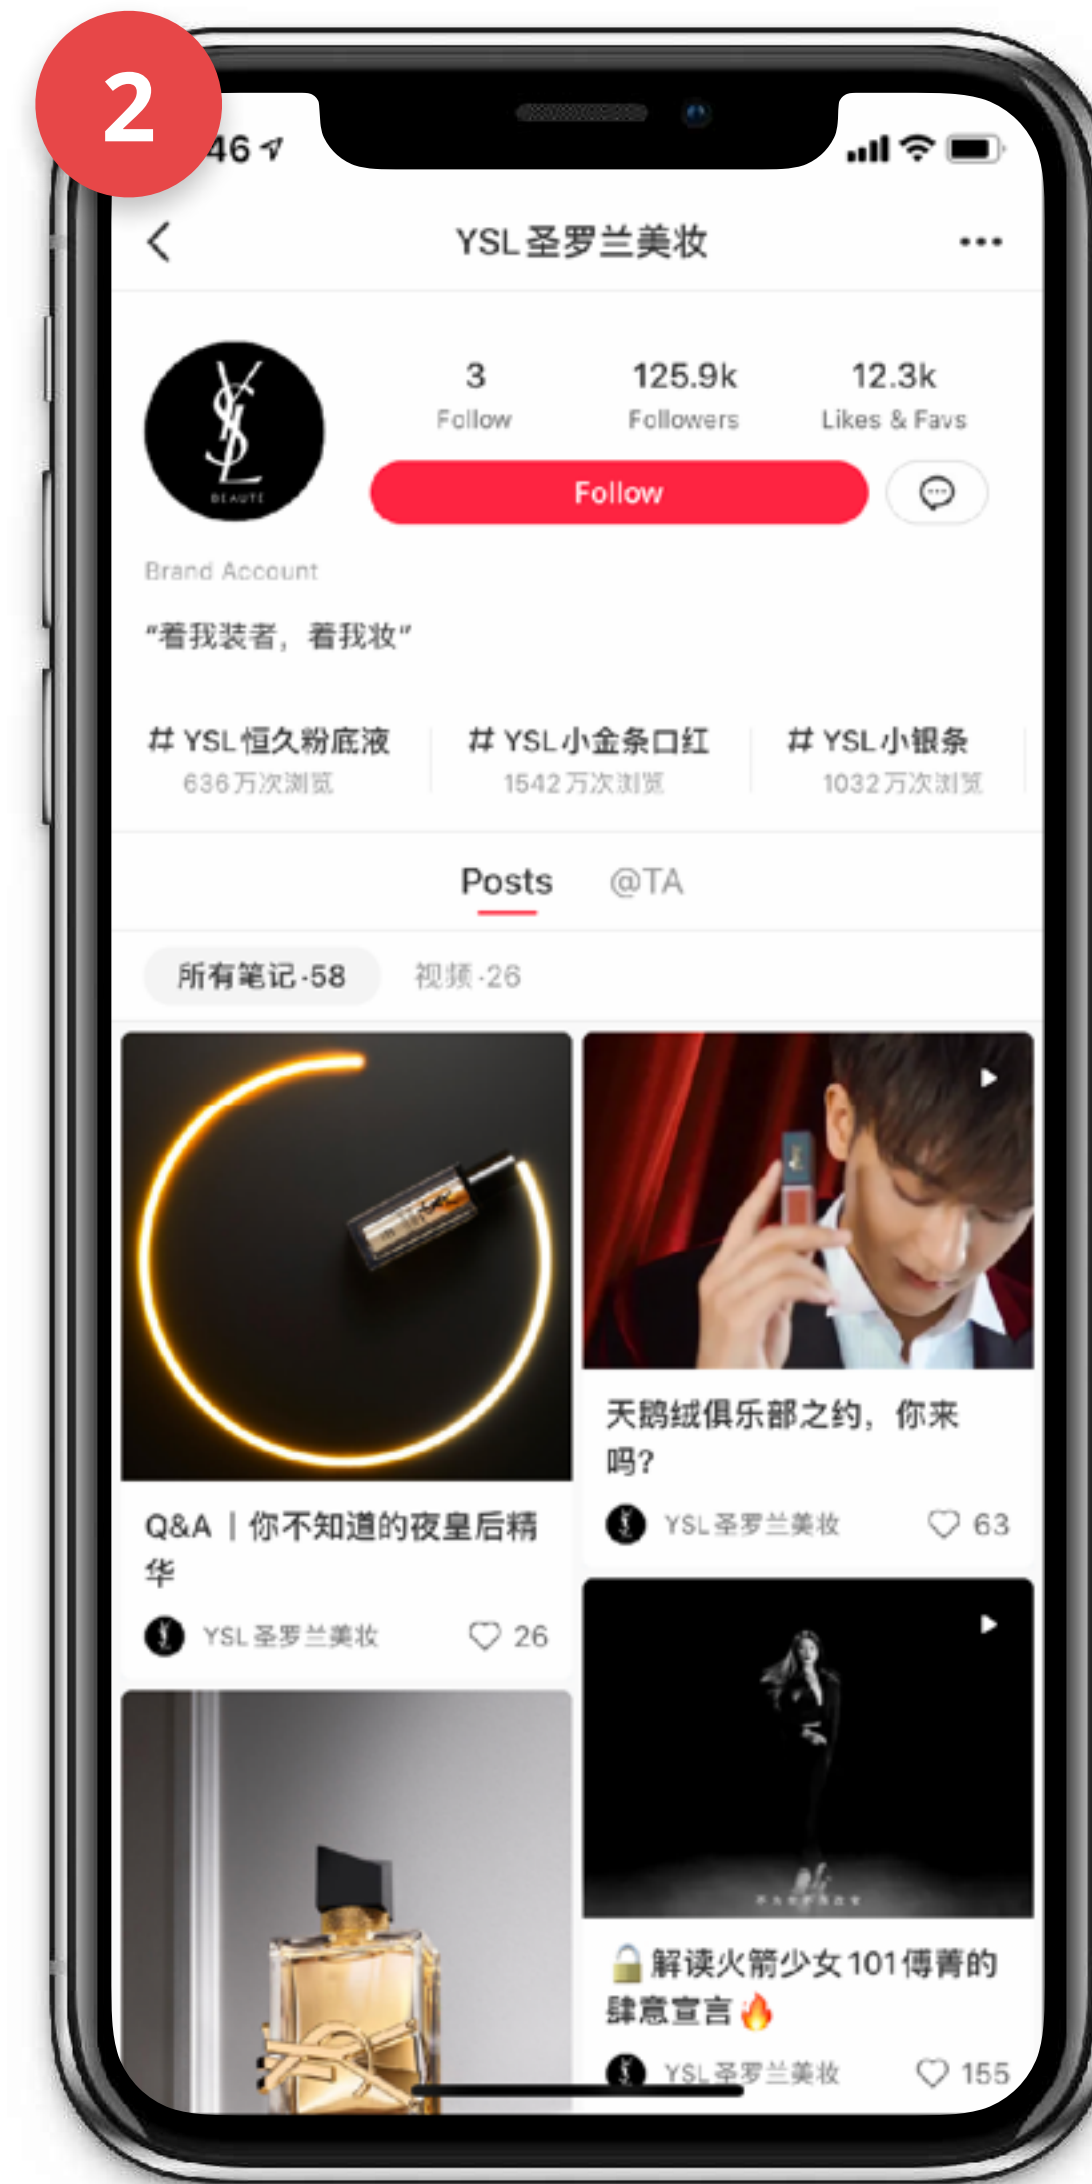 2
46
YSL圣罗兰美妆
3
125.9k
12.3k
Follow
Followers
Likes & Favs
Follow
BEAUTÉ
Brand Account
“着我装者，着我妆”
# YSL恒久粉底液
# YSL小金条口红
# YSL小银条
636万次浏览
1542万次浏览
1032万次浏览
Posts
@TA
所有笔记·58
视频·26
Q&A｜你不知道的夜皇后精
华
YSL圣罗兰美妆
26
天鹅绒俱乐部之约，你来
吗？
YSL圣罗兰美妆
63
🔒解读火箭少女101傅菁的
肆意宣言🔥
YSL圣罗兰美妆
155